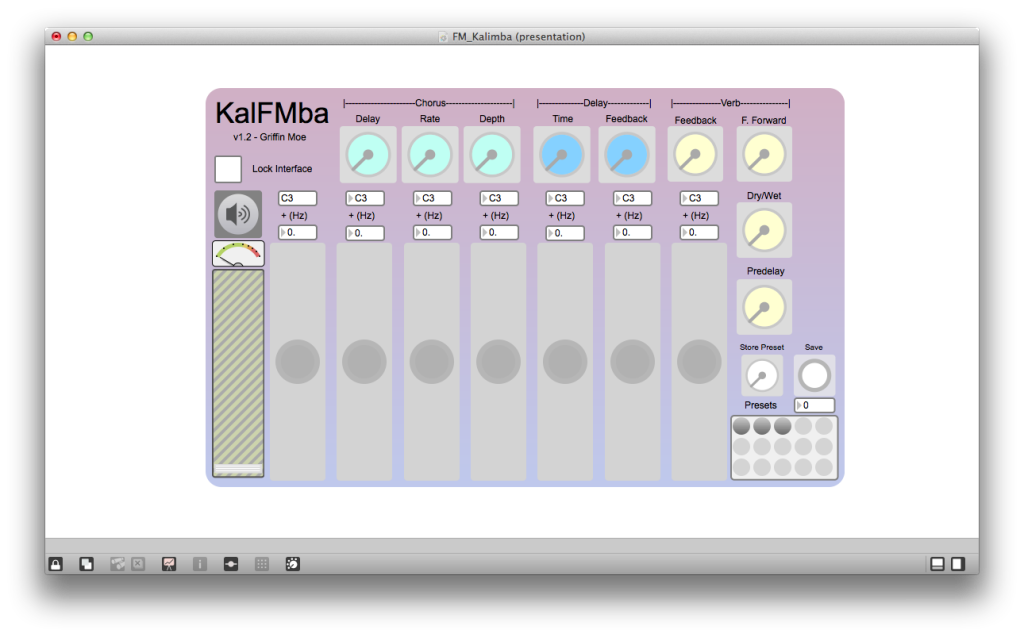 FM_Kalimba (presentation)
KalFMba
v1.2 - Griffin Moe
Lock Interface
|-----------------------Chorus----------------------|
Delay Rate Depth
|--------------Delay-------------|
Time Feedback
|---------------Verb---------------|
Feedback F. Forward
C3 C3 C3 C3 C3 C3 C3
+ (Hz) + (Hz) + (Hz) + (Hz) + (Hz) + (Hz) + (Hz)
0. 0. 0. 0. 0. 0. 0.
Dry/Wet
Predelay
Store Preset Save
Presets 0